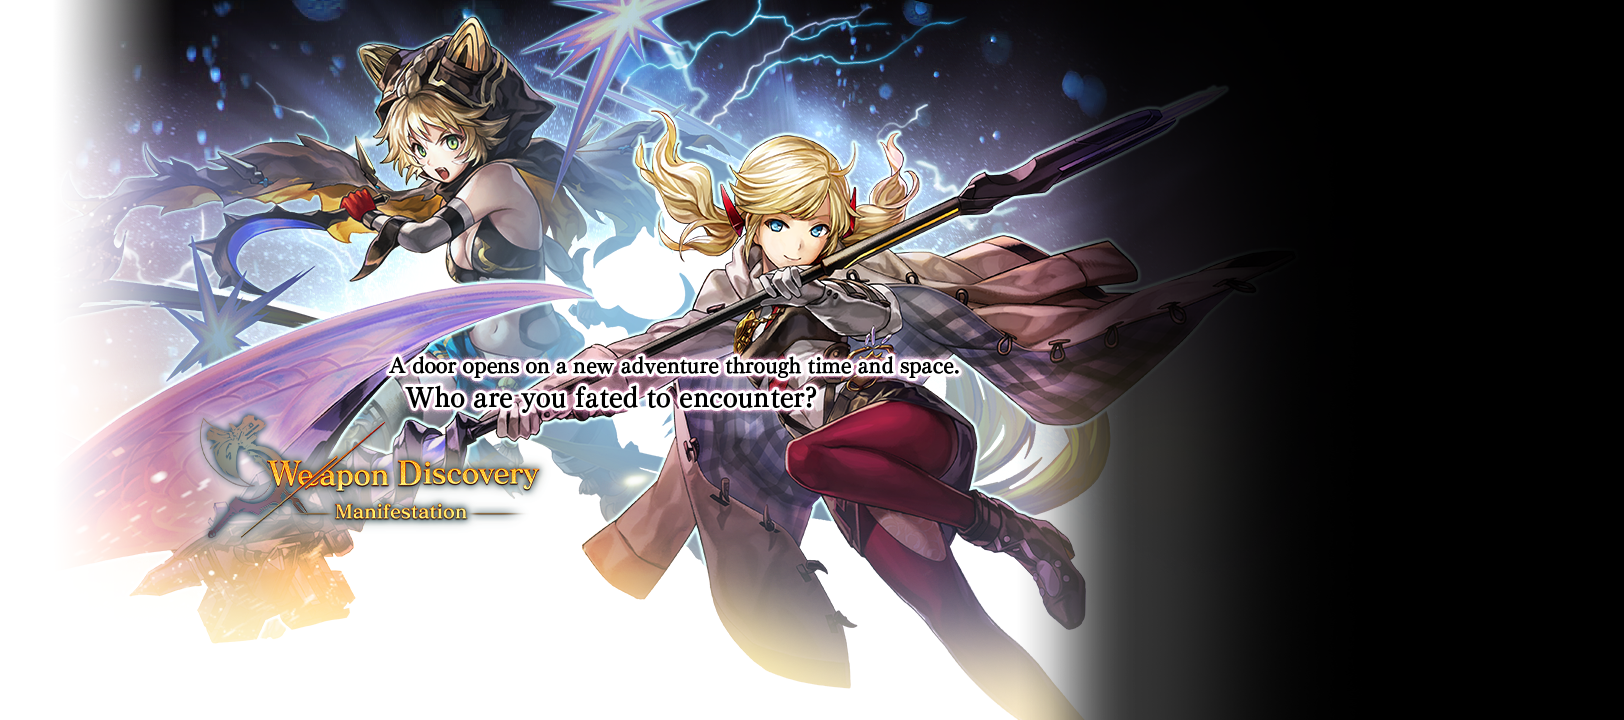 A door opens on a new adventure through time and space.
Who are you fated to encounter?
Weapon Discovery
Manifestation